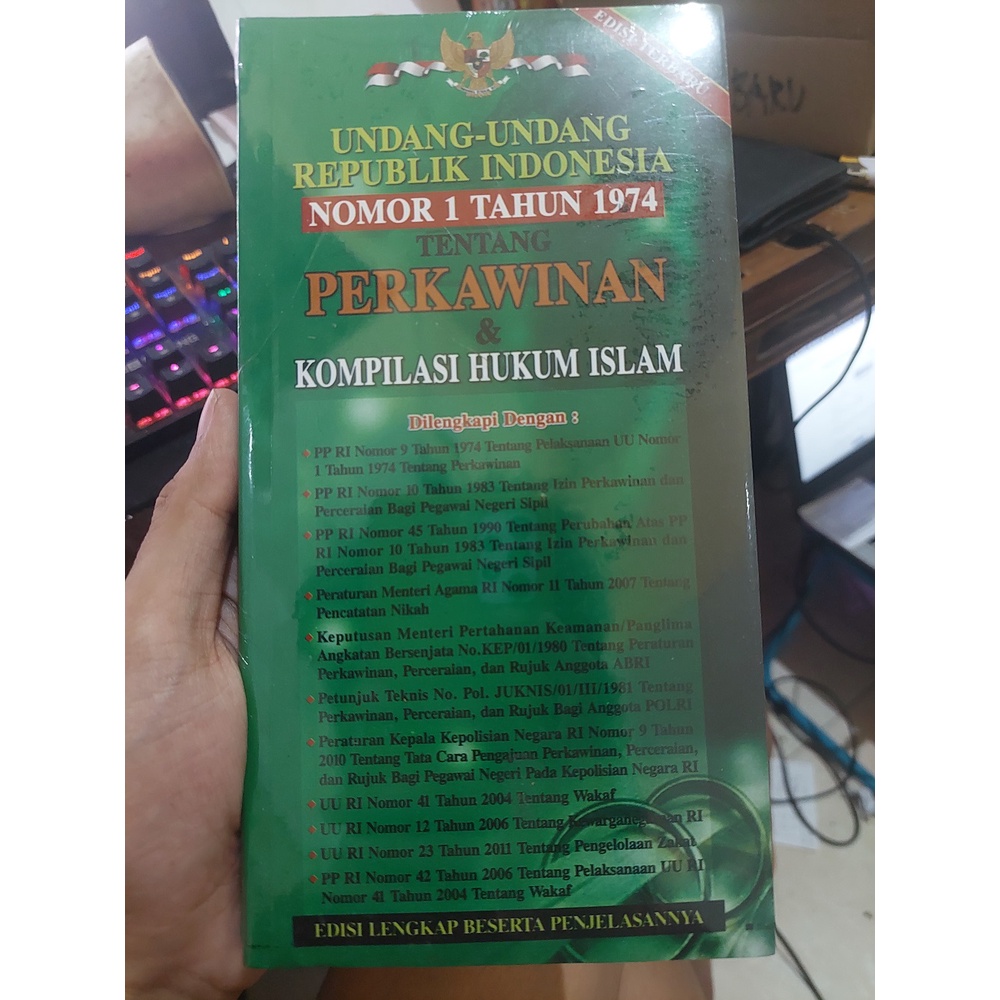 EDISI TERBARU
UNDANG-UNDANG
REPUBLIK INDONESIA
NOMOR 1 TAHUN 1974
TENTANG
PERKAWINAN
&
KOMPILASI HUKUM ISLAM
Dilengkapi Dengan :
PP RI Nomor 9 Tahun 1974 Tentang Pelaksanaan UU Nomor
1 Tahun 1974 Tentang Perkawinan
PP RI Nomor 10 Tahun 1983 Tentang Izin Perkawinan dan
Perceraian Bagi Pegawai Negeri Sipil
PP RI Nomor 45 Tahun 1990 Tentang Perubahan Atas PP
RI Nomor 10 Tahun 1983 Tentang Izin Perkawinan dan
Perceraian Bagi Pegawai Negeri Sipil
Peraturan Menteri Agama RI Nomor 11 Tahun 2007 Tentang
Pencatatan Nikah
Keputusan Menteri Pertahanan Keamanan/Panglima
Angkatan Bersenjata No.KEP/01/1980 Tentang Peraturan
Perkawinan, Perceraian, dan Rujuk Anggota ABRI
Petunjuk Teknis No. Pol. JUKNIS/01/III/1981 Tentang
Perkawinan, Perceraian, dan Rujuk Bagi Anggota POLRI
Peraturan Kepala Kepolisian Negara RI Nomor 9 Tahun
2010 Tentang Tata Cara Pengajuan Perkawinan, Perceraian,
dan Rujuk Bagi Pegawai Negeri Pada Kepolisian Negara RI
UU RI Nomor 41 Tahun 2004 Tentang Wakaf
UU RI Nomor 12 Tahun 2006 Tentang Kewarganegaraan RI
UU RI Nomor 23 Tahun 2011 Tentang Pengelolaan Zakat
PP RI Nomor 42 Tahun 2006 Tentang Pelaksanaan UU RI
Nomor 41 Tahun 2004 Tentang Wakaf
EDISI LENGKAP BESERTA PENJELASANNYA